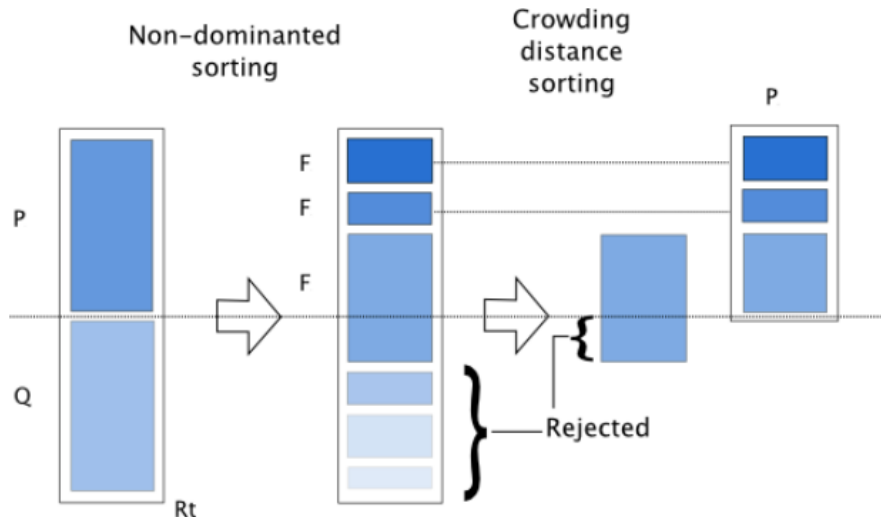 Non-dominanted
sorting
Crowding
distance
sorting
P
F
F
P
F
Q
Rejected
Rt